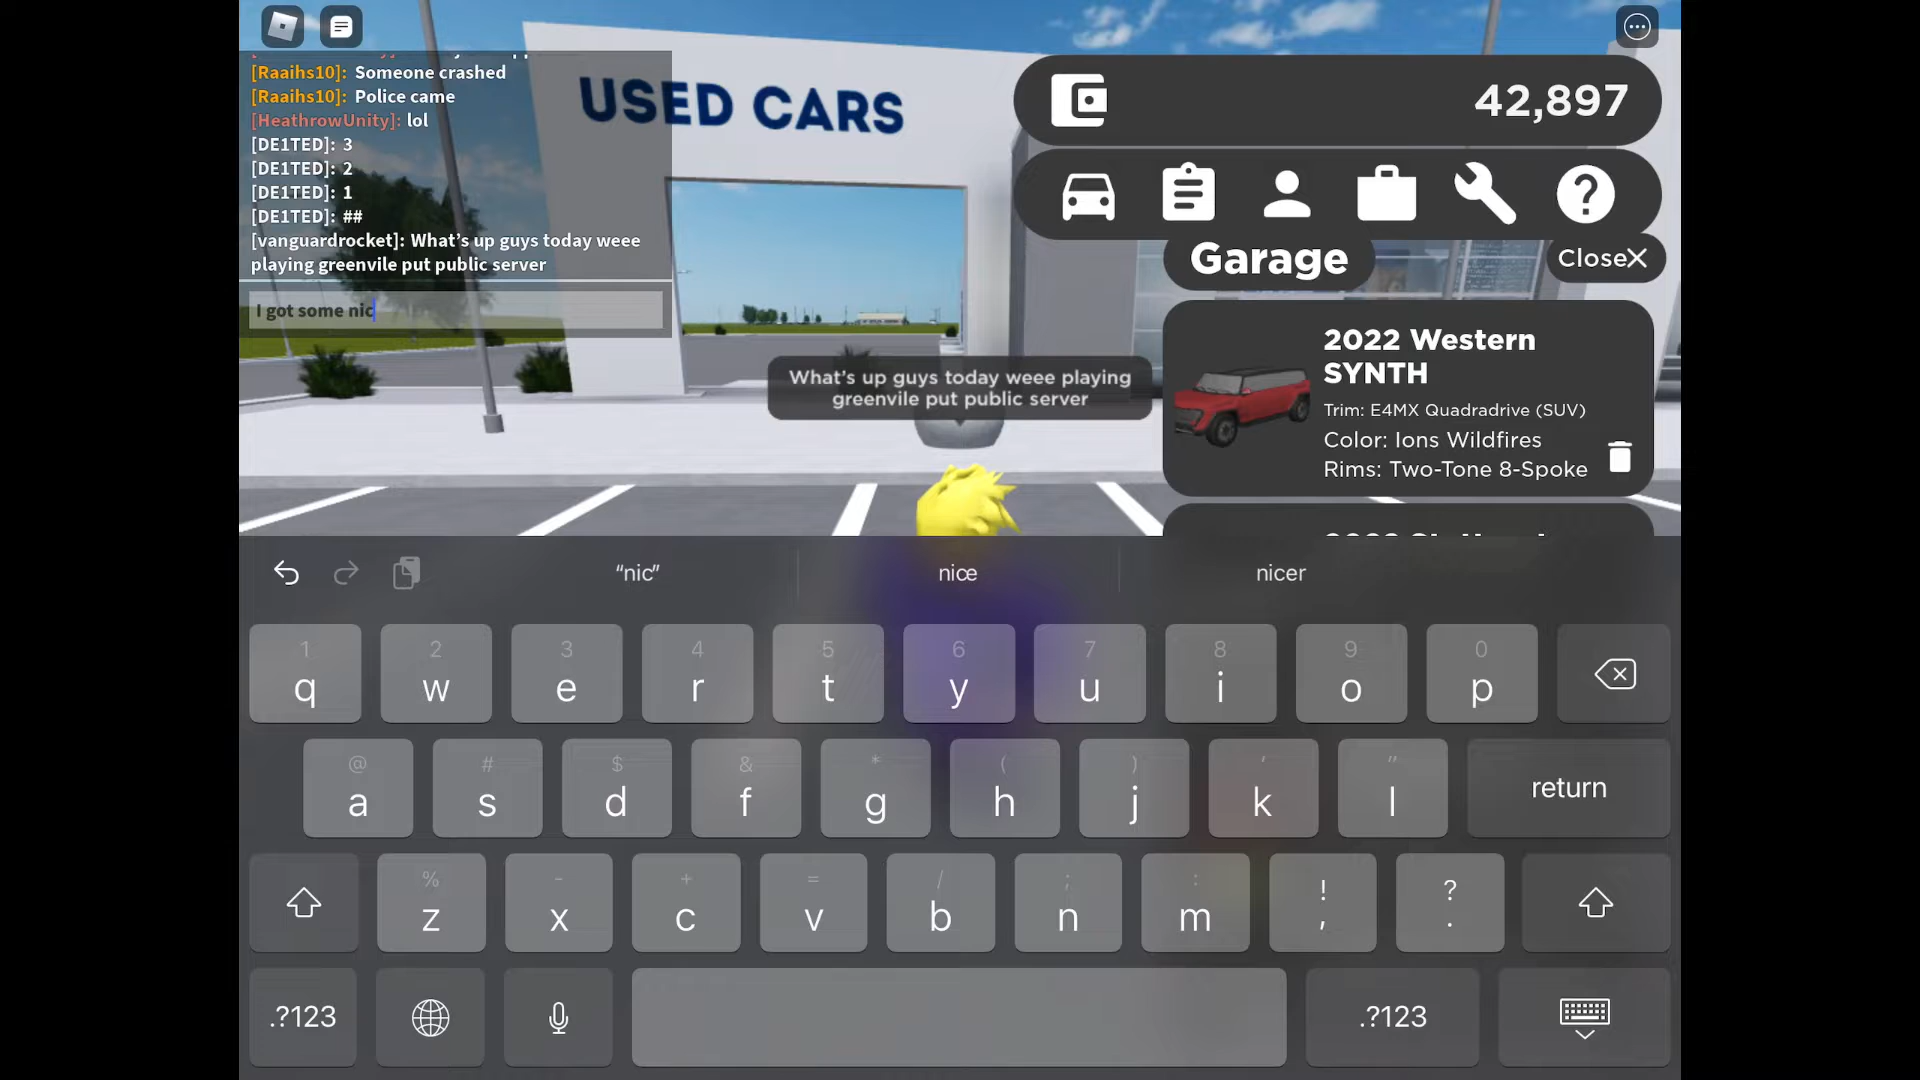 [Raaihs10]: Someone crashed
[Raaihs10]: Police came
[HeathrowUnity]: lol
[DE1TED]: 3
[DE1TED]: 2
[DE1TED]: 1
[DE1TED]: ##
[vanguardrocket]: What's up guys today weee
playing greenvile put public server
I got some nic
USED CARS
42,897
Garage
Close
2022 Western
SYNTH
Trim: E4MX Quadradrive (SUV)
Color: Ions Wildfires
Rims: Two-Tone 8-Spoke
What's up guys today weee playing
greenvile put public server
“nic” nice nicer
1 2 3 4 5 6 7 8 9 0
q w e r t y u i o p
@ # $ & * ( ) ' "
a s d f g h j k l return
% - + = / ; : ! ?
z x c v b n m , .
.?123 .?123